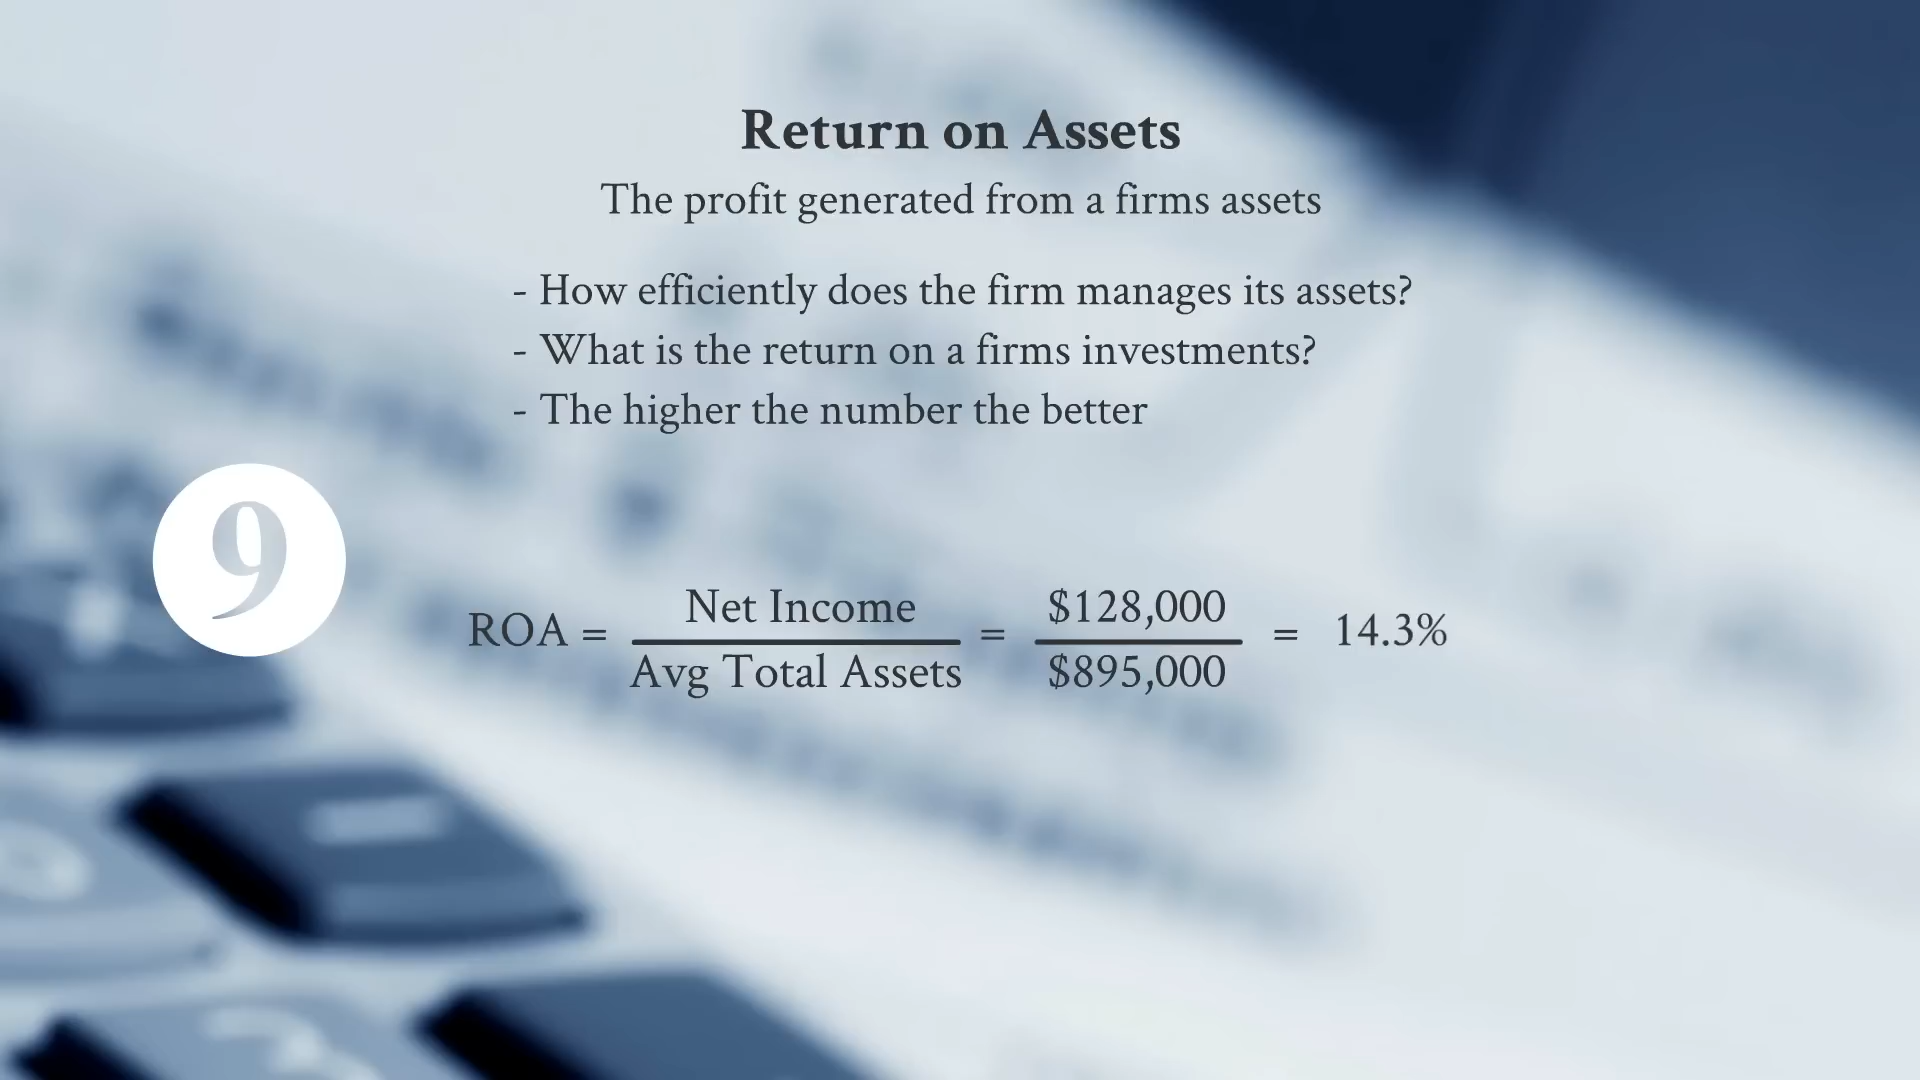 Return on Assets
The profit generated from a firms assets
- How efficiently does the firm manages its assets?
- What is the return on a firms investments?
- The higher the number the better
9
ROA = Net Income / Avg Total Assets = $128,000 / $895,000 = 14.3%